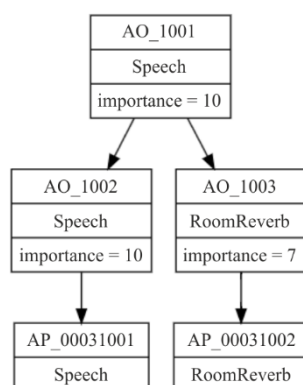 AO_1001
Speech
importance = 10
AO_1002
Speech
importance = 10
AO_1003
RoomReverb
importance = 7
AP_00031001
Speech
AP_00031002
RoomReverb